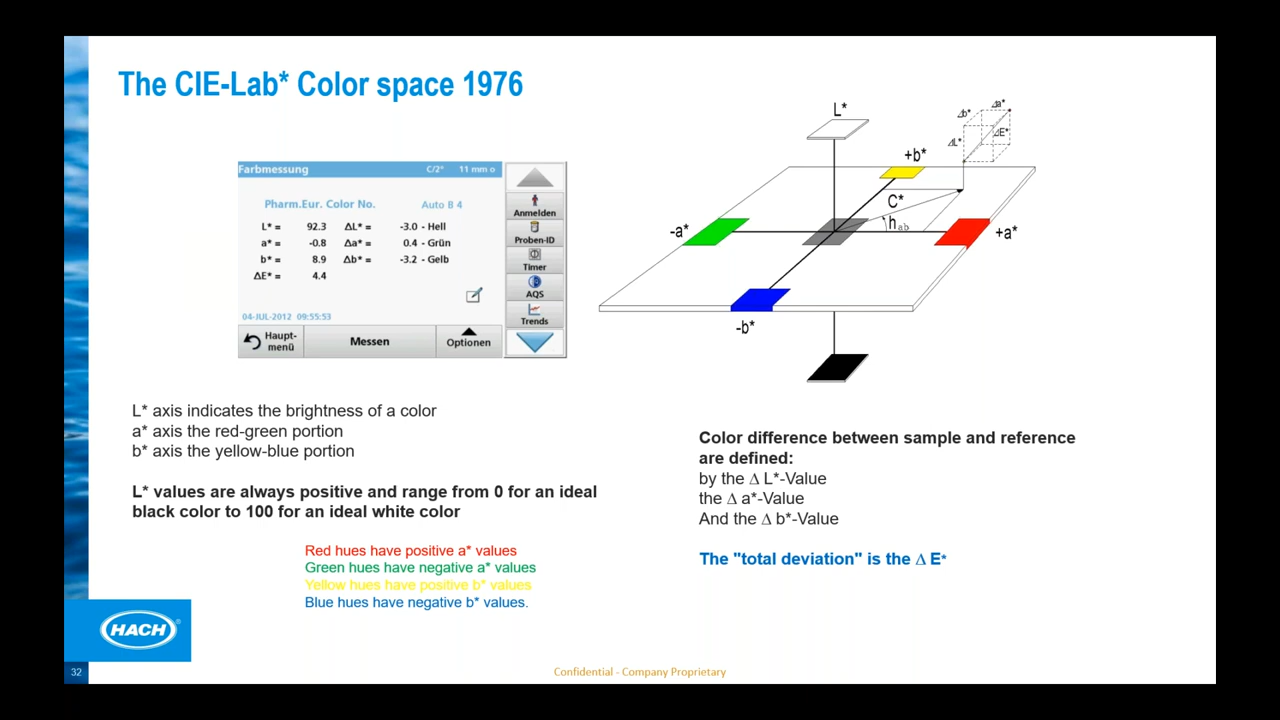 The CIE-Lab* Color space 1976
Farbmessung C/2° 11 mm o
Pharm.Eur. Color No. Auto B 4
L* = 92.3 ΔL* = -3.0 - Hell
a* = -0.8 Δa* = 0.4 - Grün
b* = 8.9 Δb* = -3.2 - Gelb
ΔE* = 4.4
04-JUL-2012 09:55:53
Haupt-
menü
Messen
Optionen
Anmelden
Proben-ID
Timer
AQS
Trends
L*
Δb*
Δa*
ΔL*
ΔE*
+b*
C*
hab
-a*
+a*
-b*
L* axis indicates the brightness of a color
a* axis the red-green portion
b* axis the yellow-blue portion
L* values are always positive and range from 0 for an ideal
black color to 100 for an ideal white color
Red hues have positive a* values
Green hues have negative a* values
Yellow hues have positive b* values
Blue hues have negative b* values.
Color difference between sample and reference
are defined:
by the Δ L*-Value
the Δ a*-Value
And the Δ b*-Value
The "total deviation" is the Δ E*
HACH®
32
Confidential - Company Proprietary